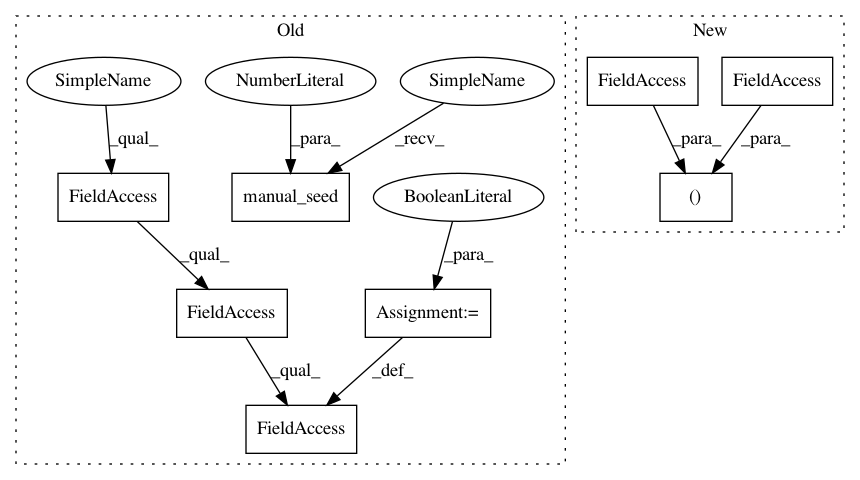 Old
New
SimpleName
NumberLiteral
SimpleName
FieldAccess
FieldAccess
_qual_
_para_
_recv_
_para_
_para_
FieldAccess
manual_seed
BooleanLiteral
()
_qual_
_para_
FieldAccess
Assignment:=
_qual_
_def_
FieldAccess